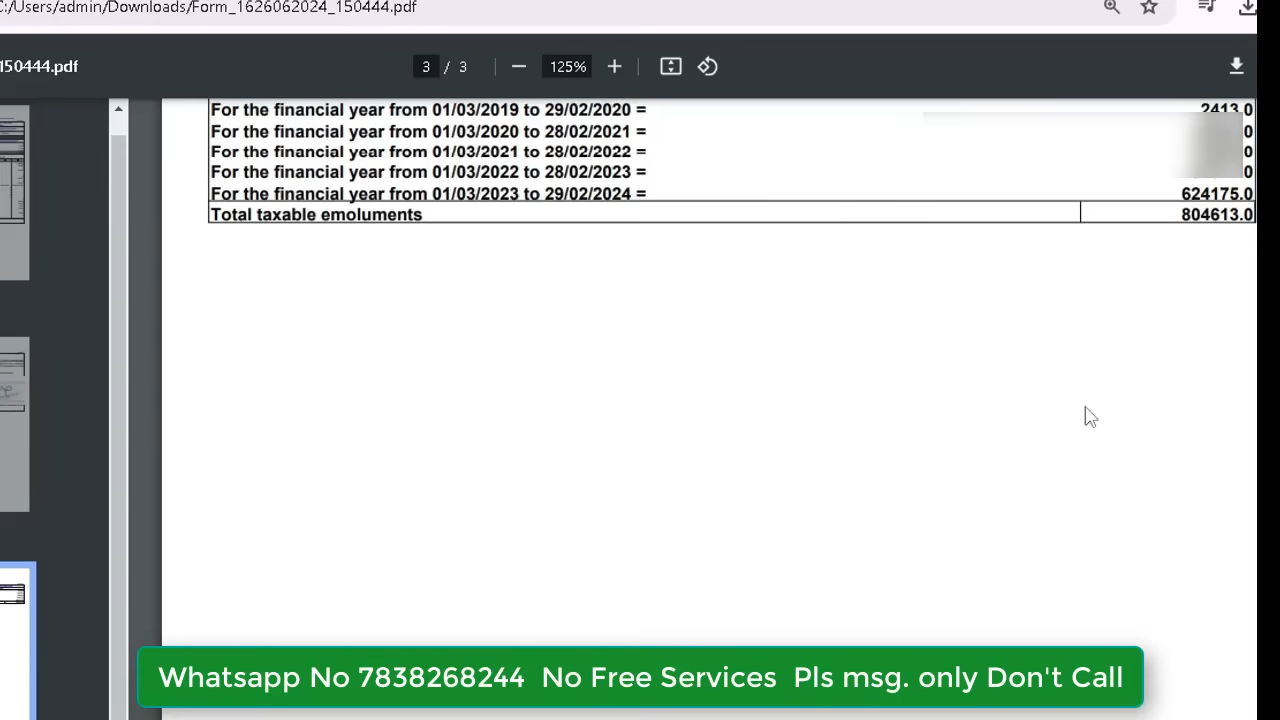 C:/Users/admin/Downloads/Form_1626062024_150444.pdf
150444.pdf
3 / 3
125%
For the financial year from 01/03/2019 to 29/02/2020 = 2413.0
For the financial year from 01/03/2020 to 28/02/2021 = 0
For the financial year from 01/03/2021 to 28/02/2022 = 0
For the financial year from 01/03/2022 to 28/02/2023 = 0
For the financial year from 01/03/2023 to 29/02/2024 = 624175.0
Total taxable emoluments 804613.0
Whatsapp No 7838268244 No Free Services Pls msg. only Don't Call